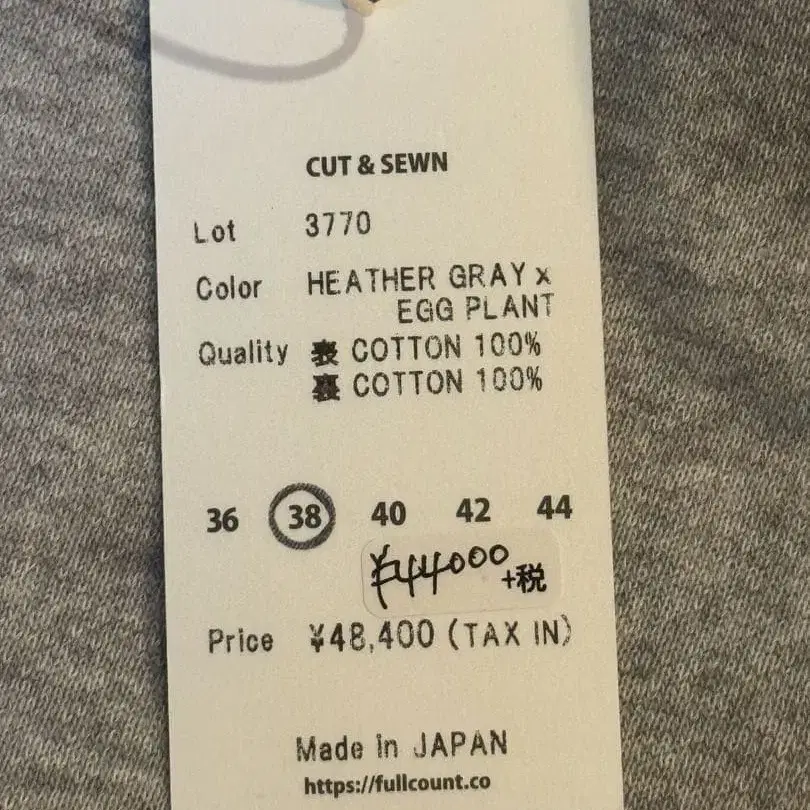 CUT & SEWN
Lot 3770
Color HEATHER GRAY x
EGG PLANT
Quality 表 COTTON 100%
裏 COTTON 100%
36 38 40 42 44
¥44000
+税
Price ¥48,400 (TAX IN)
Made in JAPAN
https://fullcount.co